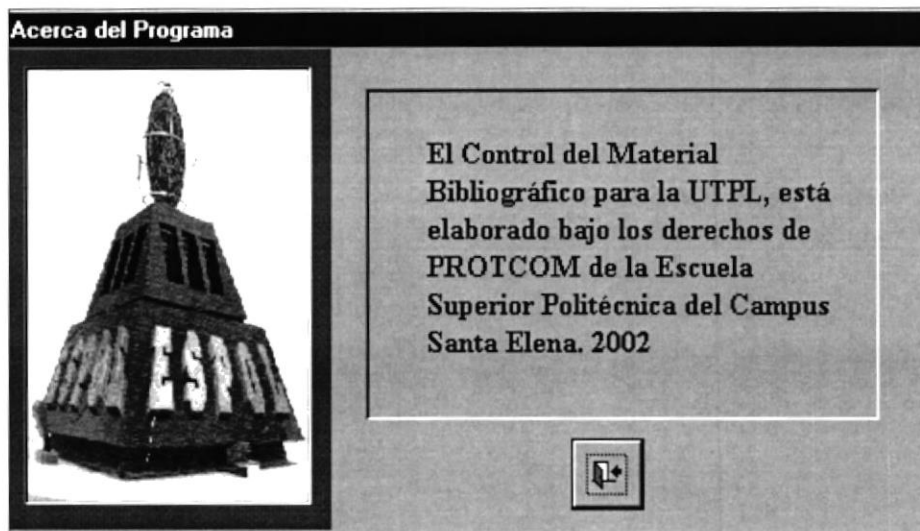 Acerca del Programa
El Control del Material
Bibliográfico para la UTPL, está
elaborado bajo los derechos de
PROTCOM de la Escuela
Superior Politécnica del Campus
Santa Elena. 2002